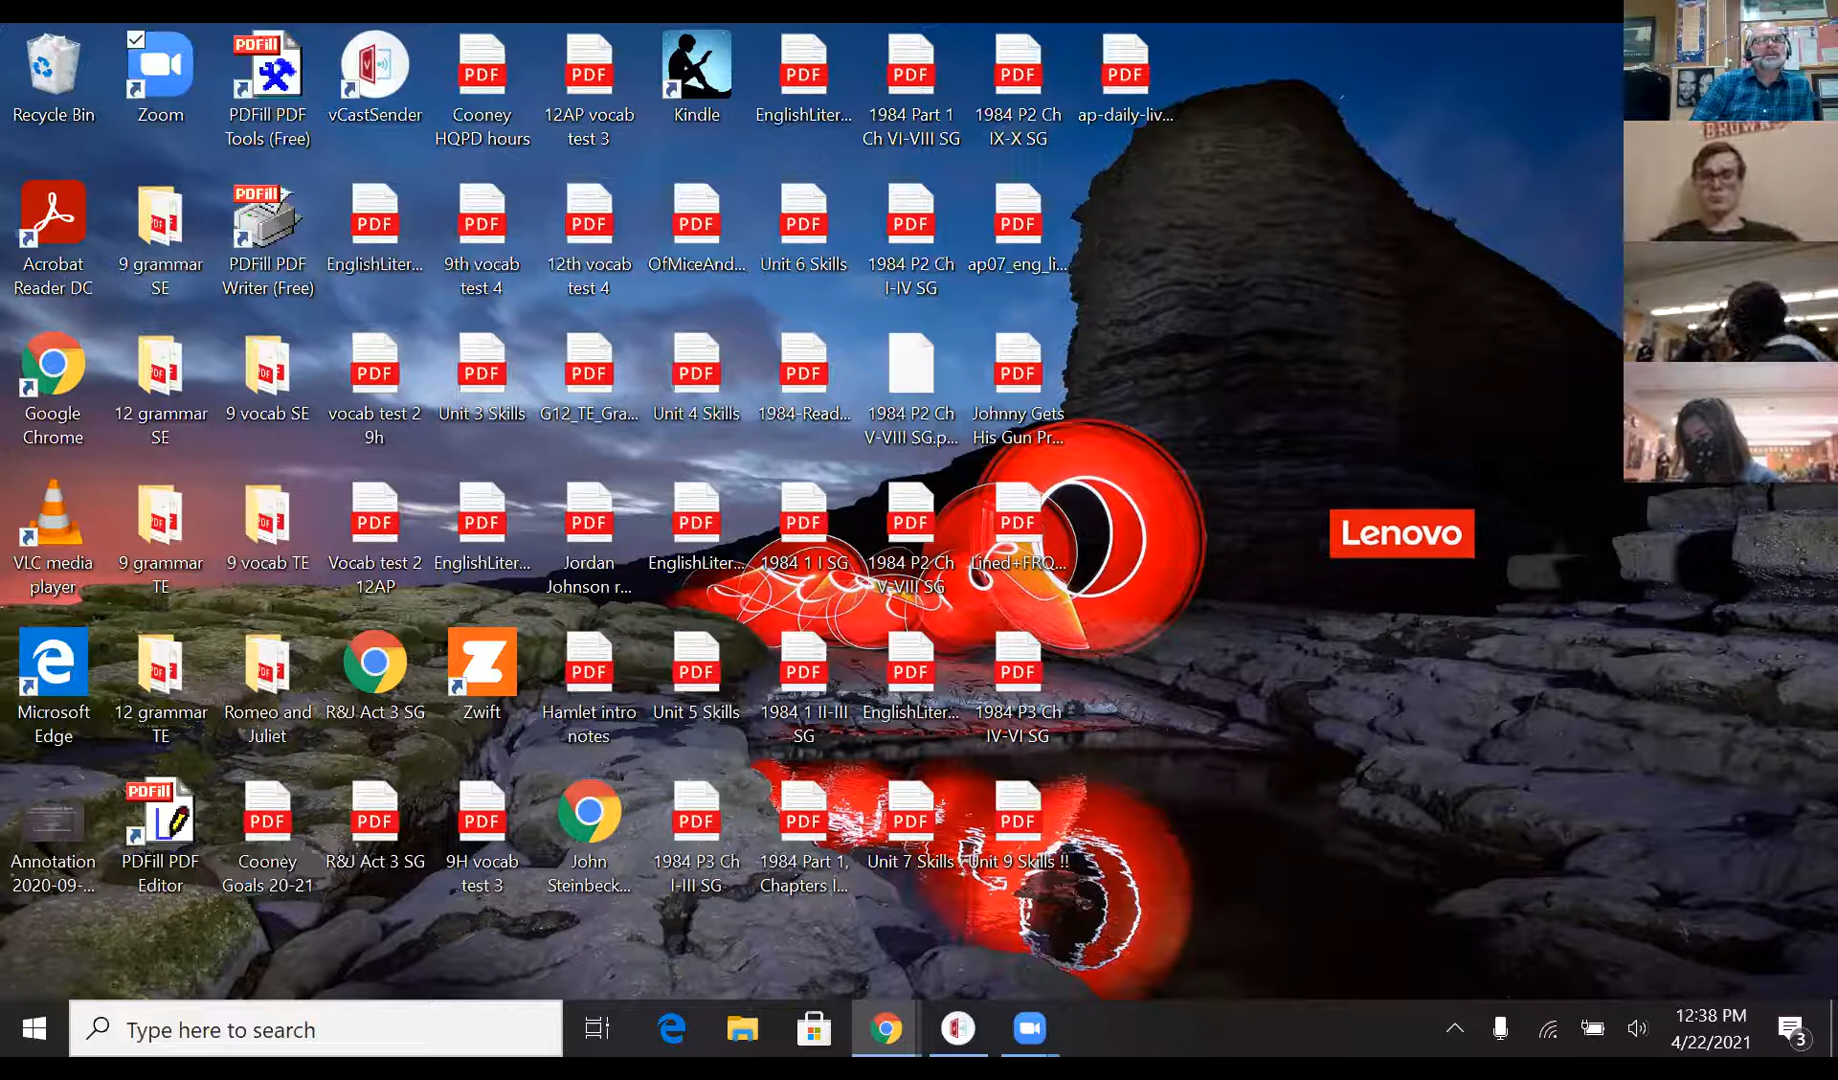 Recycle Bin
Zoom
PDFill
PDFill PDF
Tools (Free)
vCastSender
PDF
Cooney
HQPD hours
PDF
12AP vocab
test 3
Kindle
PDF
EnglishLiter...
PDF
1984 Part 1
Ch VI-VIII SG
PDF
1984 P2 Ch
IX-X SG
PDF
ap-daily-liv...
BROWNS
Acrobat
Reader DC
PDF
9 grammar
SE
PDFill
PDFill PDF
Writer (Free)
PDF
EnglishLiter...
PDF
9th vocab
test 4
PDF
12th vocab
test 4
PDF
OfMiceAnd...
PDF
Unit 6 Skills
PDF
1984 P2 Ch
I-IV SG
PDF
ap07_eng_li...
Google
Chrome
PDF
12 grammar
SE
PDF
9 vocab SE
PDF
vocab test 2
9h
PDF
Unit 3 Skills
PDF
G12_TE_Gra...
PDF
Unit 4 Skills
PDF
1984-Read...
1984 P2 Ch
V-VIII SG.p...
PDF
Johnny Gets
His Gun Pr...
VLC media
player
PDF
9 grammar
TE
PDF
9 vocab TE
PDF
Vocab test 2
12AP
PDF
EnglishLiter...
PDF
Jordan
Johnson r...
PDF
EnglishLiter...
PDF
1984 1 I SG
PDF
1984 P2 Ch
V-VIII SG
PDF
Lined+FRQ...
Lenovo
Microsoft
Edge
PDF
12 grammar
TE
PDF
Romeo and
Juliet
R&J Act 3 SG
Zwift
PDF
Hamlet intro
notes
PDF
Unit 5 Skills
PDF
1984 1 II-III
SG
PDF
EnglishLiter...
PDF
1984 P3 Ch
IV-VI SG
Annotation
2020-09-...
PDFill
PDFill PDF
Editor
PDF
Cooney
Goals 20-21
PDF
R&J Act 3 SG
PDF
9H vocab
test 3
John
Steinbeck...
PDF
1984 P3 Ch
I-III SG
PDF
1984 Part 1,
Chapters I...
PDF
Unit 7 Skills
PDF
Unit 9 Skills !!
Type here to search
12:38 PM
4/22/2021
3